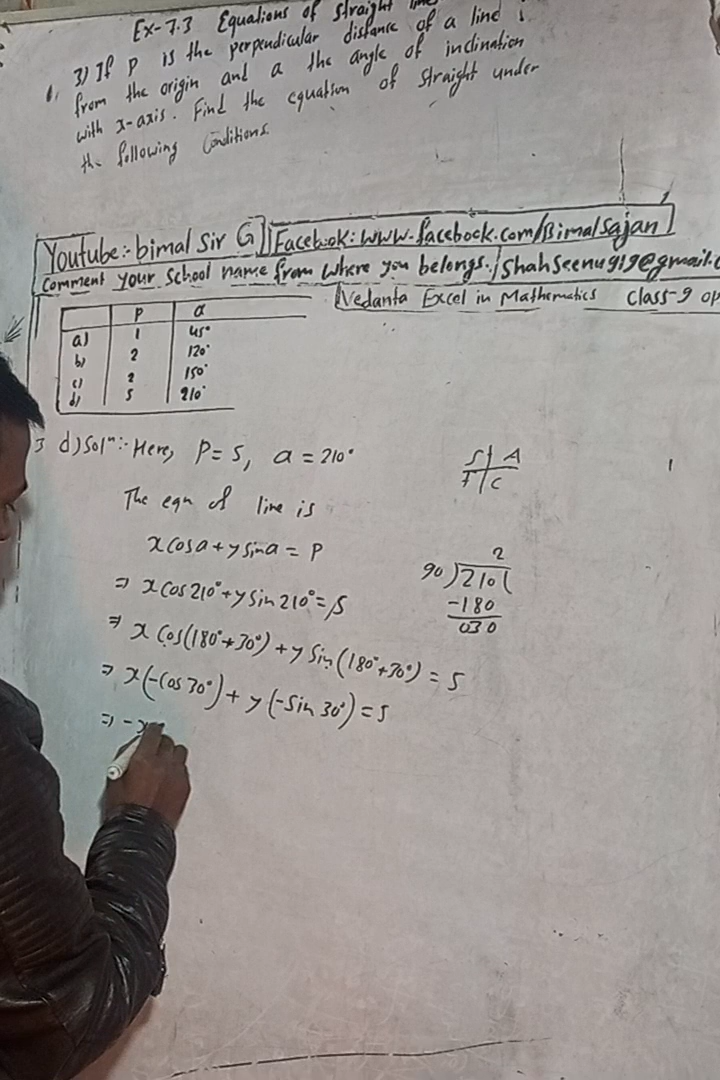 Ex-7.3 Equations of straight line
3) If P is the perpendicular distance of a line
from the origin and a the angle of inclination
with x-axis. Find the equation of straight under
the following Conditions.
Youtube:- bimal sir G
Facebook: www.facebook.com/Bimalsajan
Comment your school name from where you belongs. / shahseenu919@gmail.c
Vedanta Excel in Mathematics class-9 op
P a
a) 1 45°
b) 2 120°
c) 2 150°
d) 5 210°
3 d) Solⁿ:- Here, P = 5, a = 210°
The eqn of line is
x cos a + y sin a = P
⇒ x cos 210° + y sin 210° = 5
⇒ x cos(180° + 30°) + y sin(180° + 30°) = 5
⇒ x(-cos 30°) + y(-sin 30°) = 5
⇒ -x
S A
T C
2
90)210(
-180
030